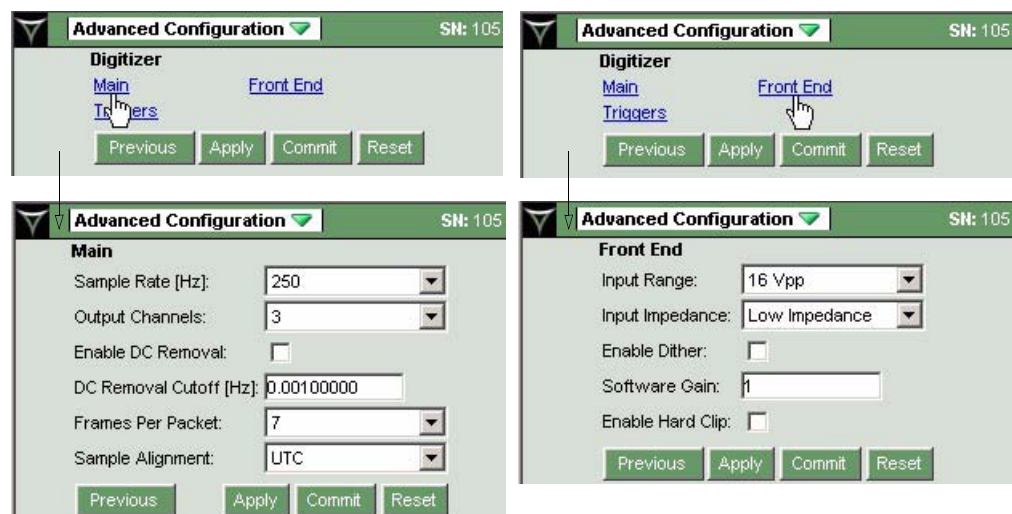 Advanced Configuration SN: 105
Digitizer
Main Front End
Triggers
Previous Apply Commit Reset
Advanced Configuration SN: 105
Digitizer
Main Front End
Triggers
Previous Apply Commit Reset
Advanced Configuration SN: 105
Main
Sample Rate [Hz]: 250
Output Channels: 3
Enable DC Removal:
DC Removal Cutoff [Hz]: 0.00100000
Frames Per Packet: 7
Sample Alignment: UTC
Previous Apply Commit Reset
Advanced Configuration SN: 105
Front End
Input Range: 16 Vpp
Input Impedance: Low Impedance
Enable Dither:
Software Gain: 1
Enable Hard Clip:
Previous Apply Commit Reset